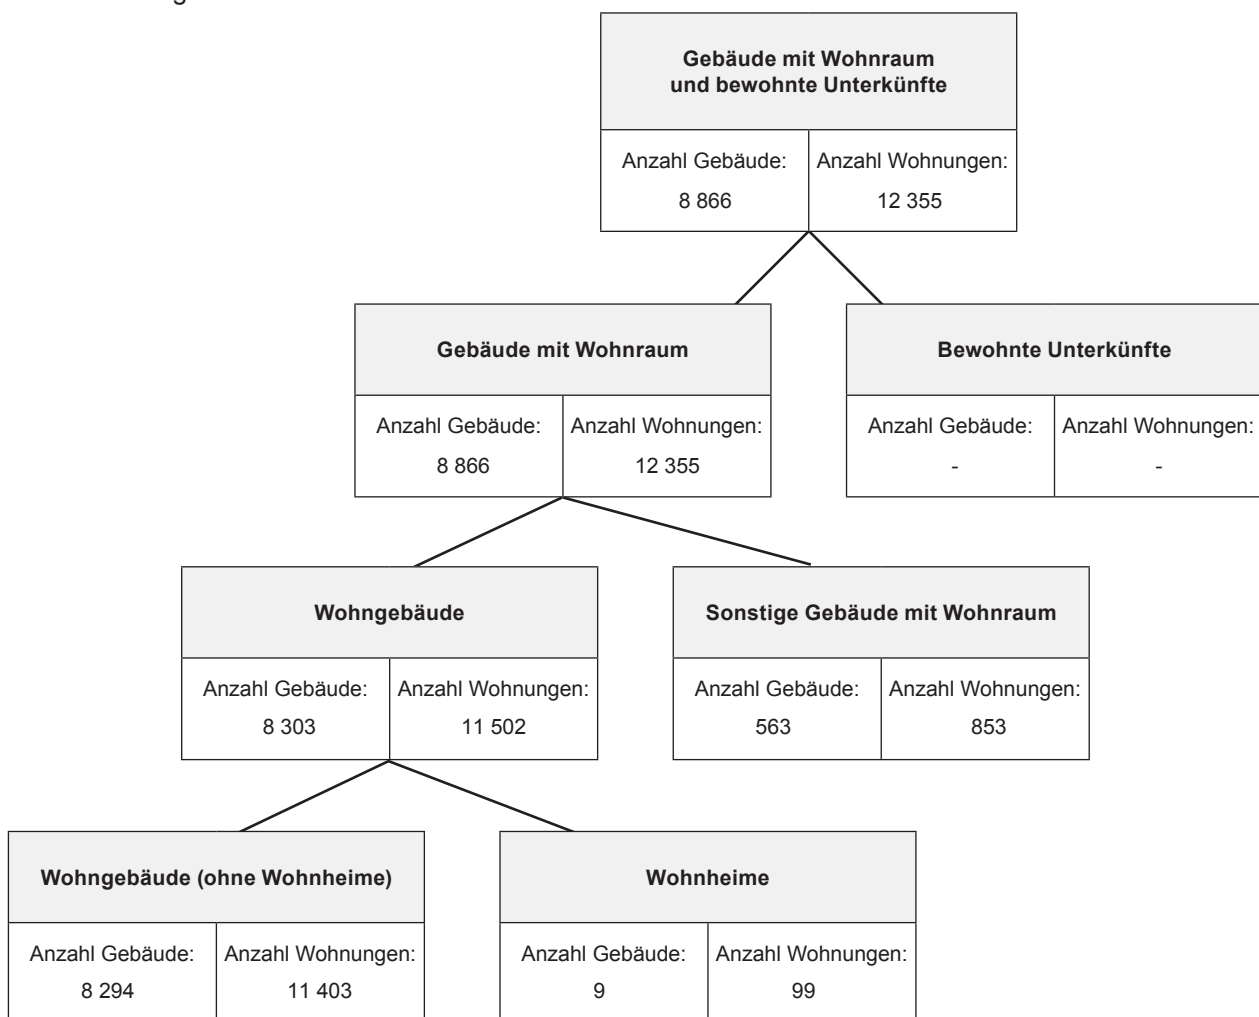 Gebäude mit Wohnraum
und bewohnte Unterkünfte
Anzahl Gebäude: Anzahl Wohnungen:
8 866 12 355
Gebäude mit Wohnraum
Anzahl Gebäude: Anzahl Wohnungen:
8 866 12 355
Bewohnte Unterkünfte
Anzahl Gebäude: Anzahl Wohnungen:
- -
Wohngebäude
Anzahl Gebäude: Anzahl Wohnungen:
8 303 11 502
Sonstige Gebäude mit Wohnraum
Anzahl Gebäude: Anzahl Wohnungen:
563 853
Wohngebäude (ohne Wohnheime)
Anzahl Gebäude: Anzahl Wohnungen:
8 294 11 403
Wohnheime
Anzahl Gebäude: Anzahl Wohnungen:
9 99